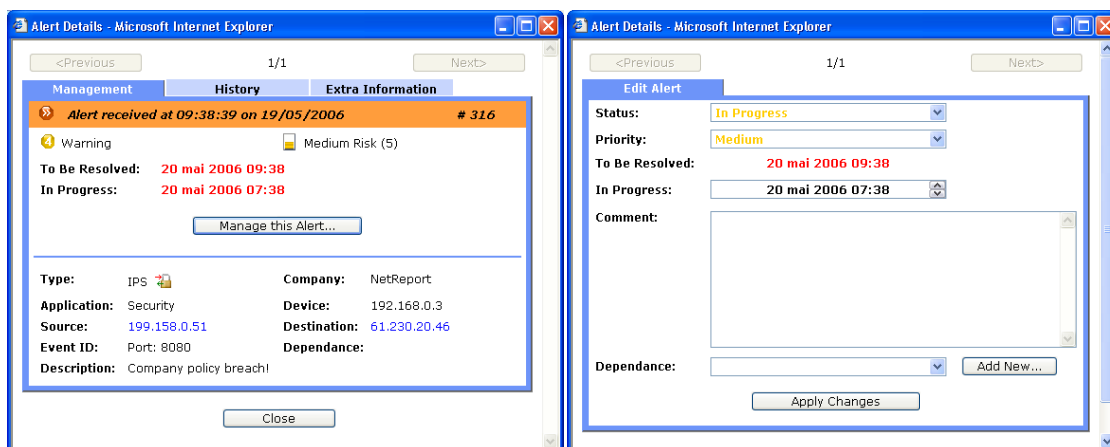 Alert Details - Microsoft Internet Explorer
<Previous 1/1 Next>
Management History Extra Information
Alert received at 09:38:39 on 19/05/2006 # 316
4 Warning Medium Risk (5)
To Be Resolved: 20 mai 2006 09:38
In Progress: 20 mai 2006 07:38
Manage this Alert...
Type: IPS Company: NetReport
Application: Security Device: 192.168.0.3
Source: 199.158.0.51 Destination: 61.230.20.46
Event ID: Port: 8080 Dependance:
Description: Company policy breach!
Close
Alert Details - Microsoft Internet Explorer
<Previous 1/1 Next>
Edit Alert
Status: In Progress
Priority: Medium
To Be Resolved: 20 mai 2006 09:38
In Progress: 20 mai 2006 07:38
Comment:
Dependance: Add New...
Apply Changes